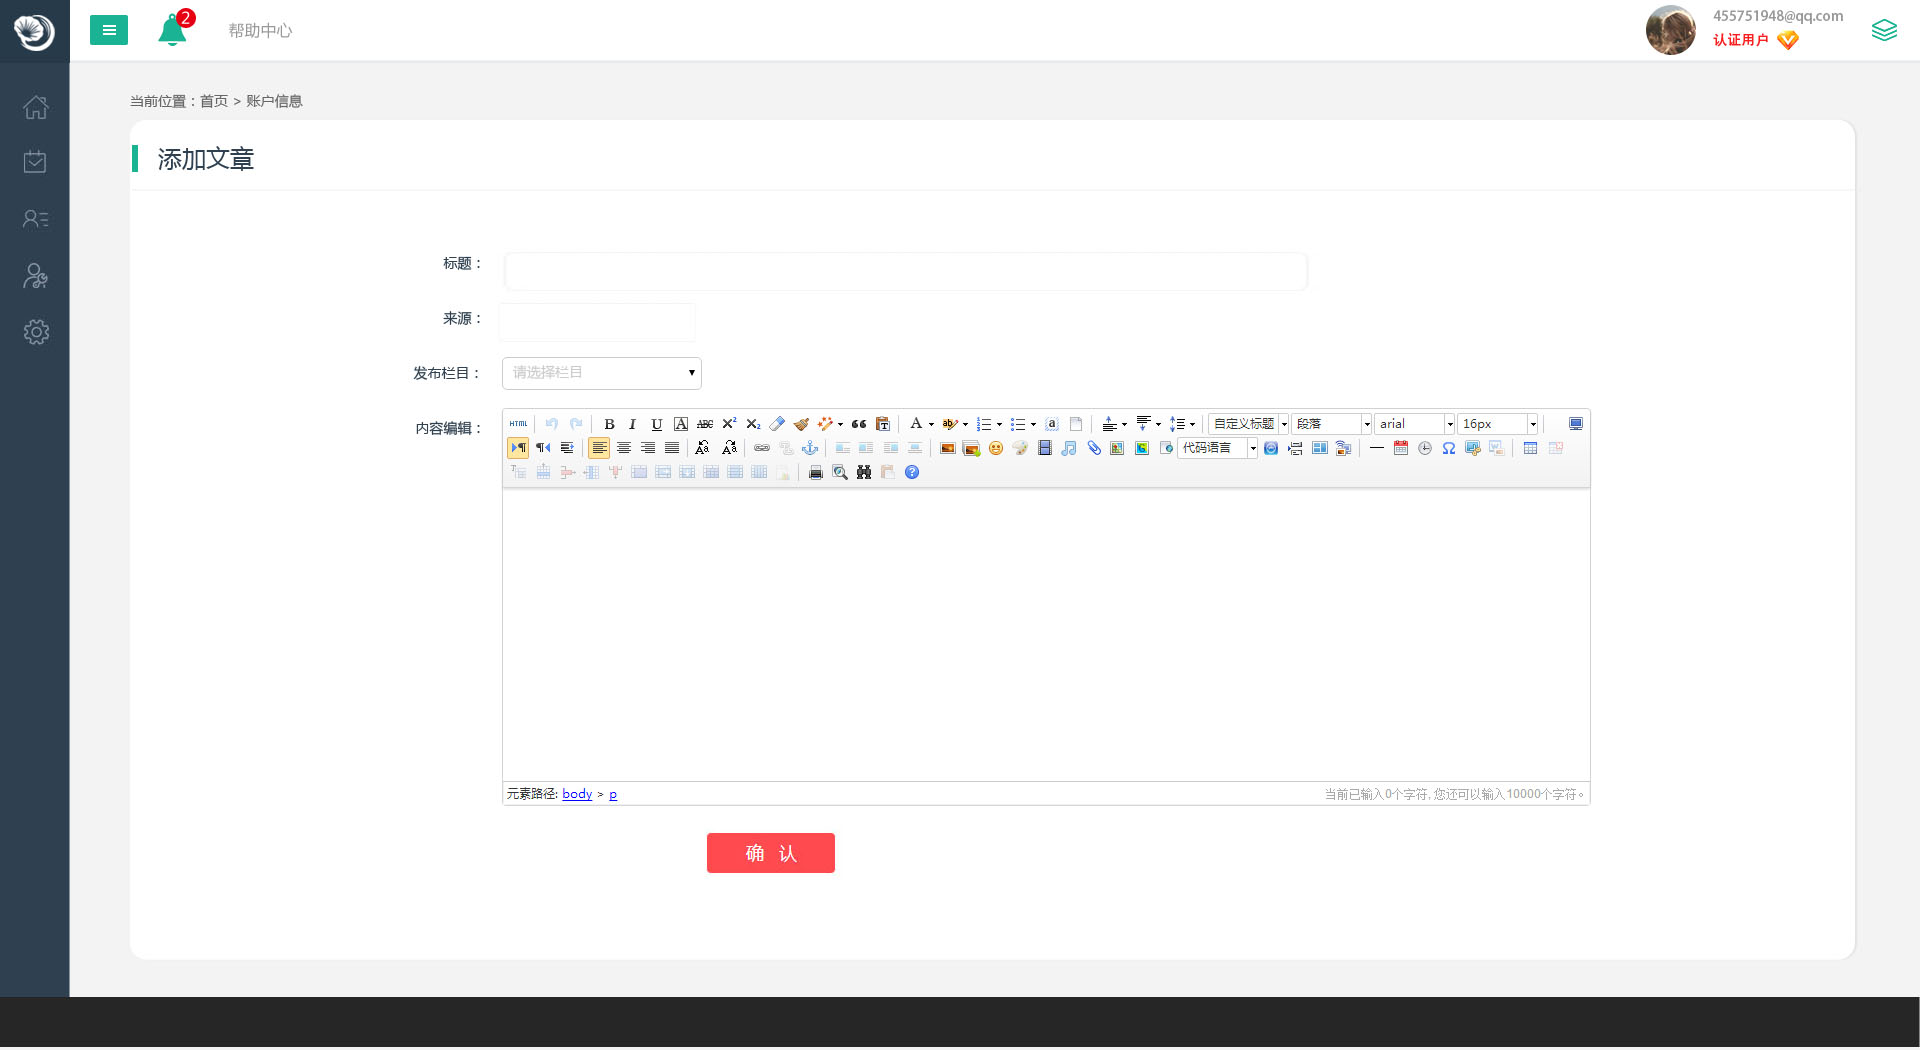 2
帮助中心
455751948@qq.com
认证用户
当前位置：首页 > 账户信息
添加文章
标题：
来源：
发布栏目：
请选择栏目
内容编辑：
HTML B I U A ABC X² X₂ A ab 自定义标题 段落 arial 16px
代码语言
元素路径: body > p
当前已输入0个字符, 您还可以输入10000个字符。
确 认